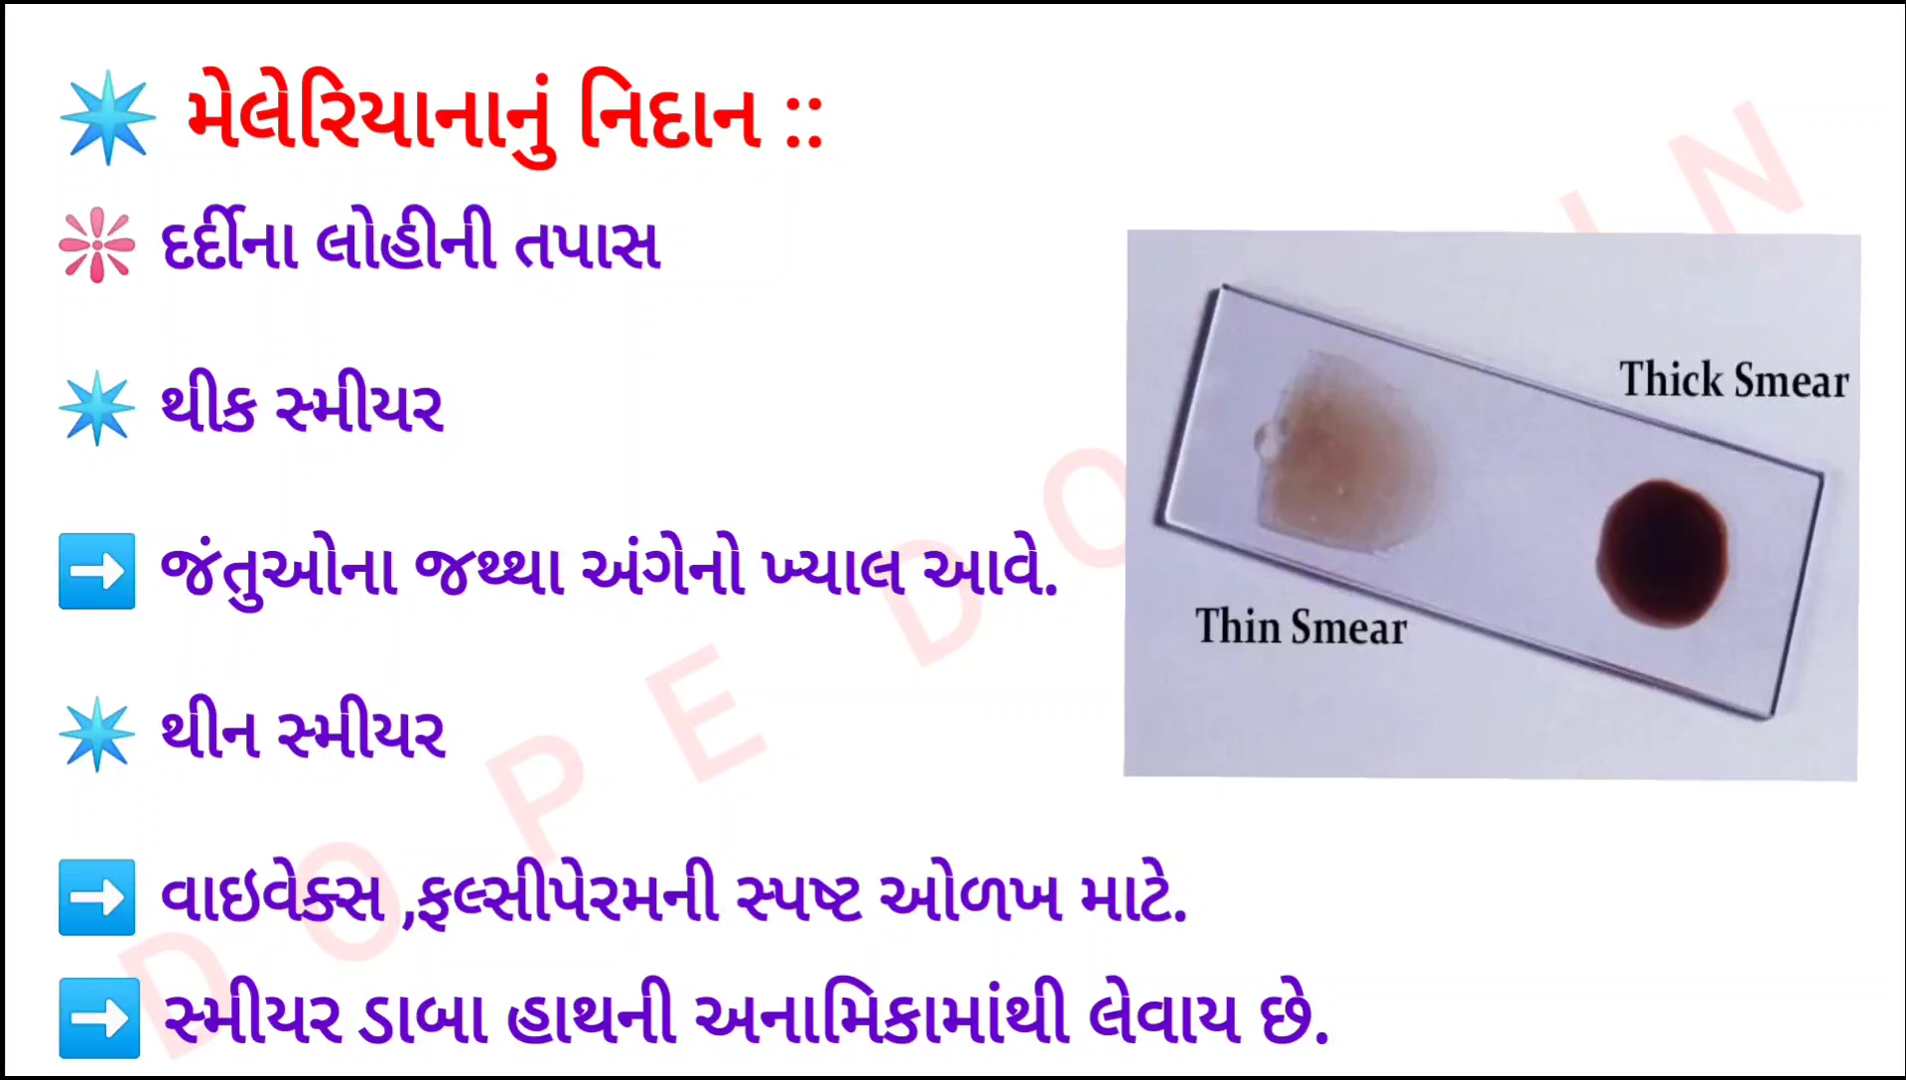 મેલેરિયાનાનું નિદાન ::
દર્દીના લોહીની તપાસ
થીક સ્મીયર
જંતુઓના જથ્થા અંગેનો ખ્યાલ આવે.
થીન સ્મીયર
વાઇવેક્સ ,ફલ્સીપેરમની સ્પષ્ટ ઓળખ માટે.
સ્મીયર ડાબા હાથની અનામિકામાંથી લેવાય છે.
Thick Smear
Thin Smear